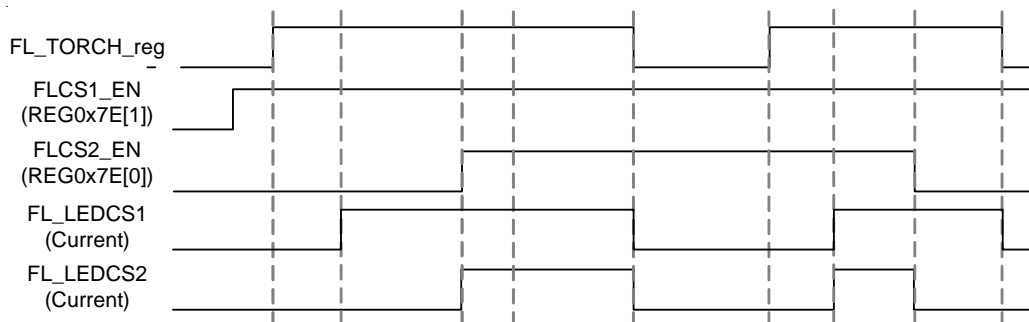 FL_TORCH_reg
FLCS1_EN
(REG0x7E[1])
FLCS2_EN
(REG0x7E[0])
FL_LEDCS1
(Current)
FL_LEDCS2
(Current)